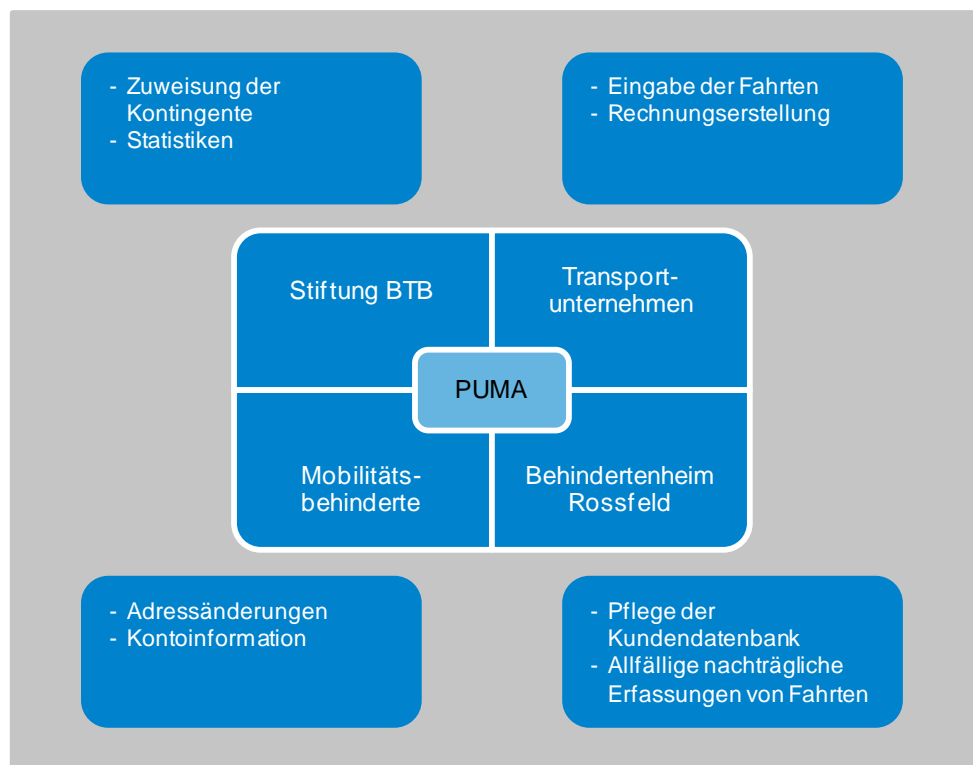 - Zuweisung der
Kontingente
- Statistiken
- Eingabe der Fahrten
- Rechnungserstellung
Stiftung BTB
Transport-
unternehmen
PUMA
Mobilitäts-
behinderte
Behindertenheim
Rossfeld
- Adressänderungen
- Kontoinformation
- Pflege der
Kundendatenbank
- Allfällige nachträgliche
Erfassungen von Fahrten